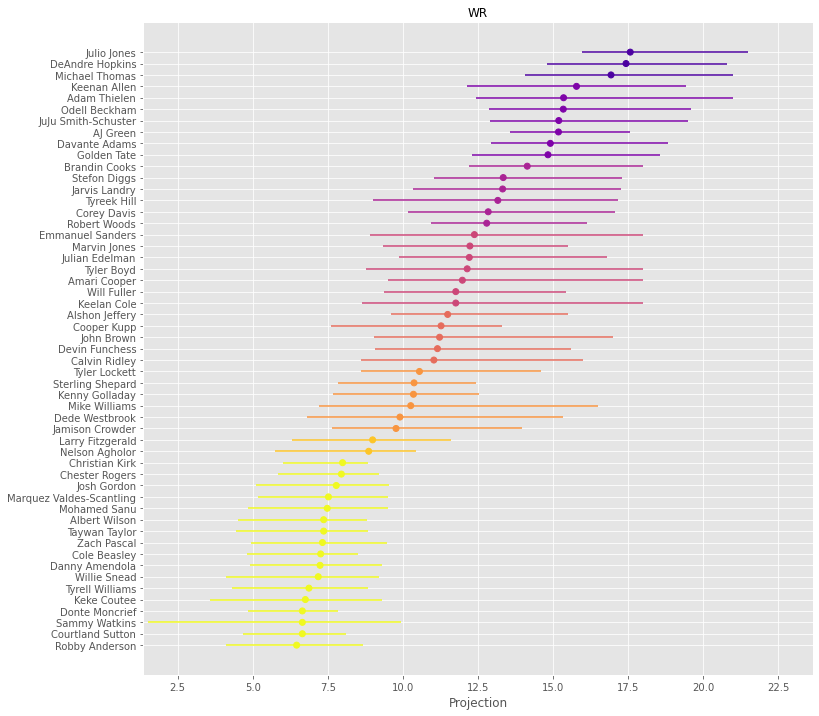 WR
Julio Jones
DeAndre Hopkins
Michael Thomas
Keenan Allen
Adam Thielen
Odell Beckham
JuJu Smith-Schuster
AJ Green
Davante Adams
Golden Tate
Brandin Cooks
Stefon Diggs
Jarvis Landry
Tyreek Hill
Corey Davis
Robert Woods
Emmanuel Sanders
Marvin Jones
Julian Edelman
Tyler Boyd
Amari Cooper
Will Fuller
Keelan Cole
Alshon Jeffery
Cooper Kupp
John Brown
Devin Funchess
Calvin Ridley
Tyler Lockett
Sterling Shepard
Kenny Golladay
Mike Williams
Dede Westbrook
Jamison Crowder
Larry Fitzgerald
Nelson Agholor
Christian Kirk
Chester Rogers
Josh Gordon
Marquez Valdes-Scantling
Mohamed Sanu
Albert Wilson
Taywan Taylor
Zach Pascal
Cole Beasley
Danny Amendola
Willie Snead
Tyrell Williams
Keke Coutee
Donte Moncrief
Sammy Watkins
Courtland Sutton
Robby Anderson
2.5 5.0 7.5 10.0 12.5 15.0 17.5 20.0 22.5
Projection